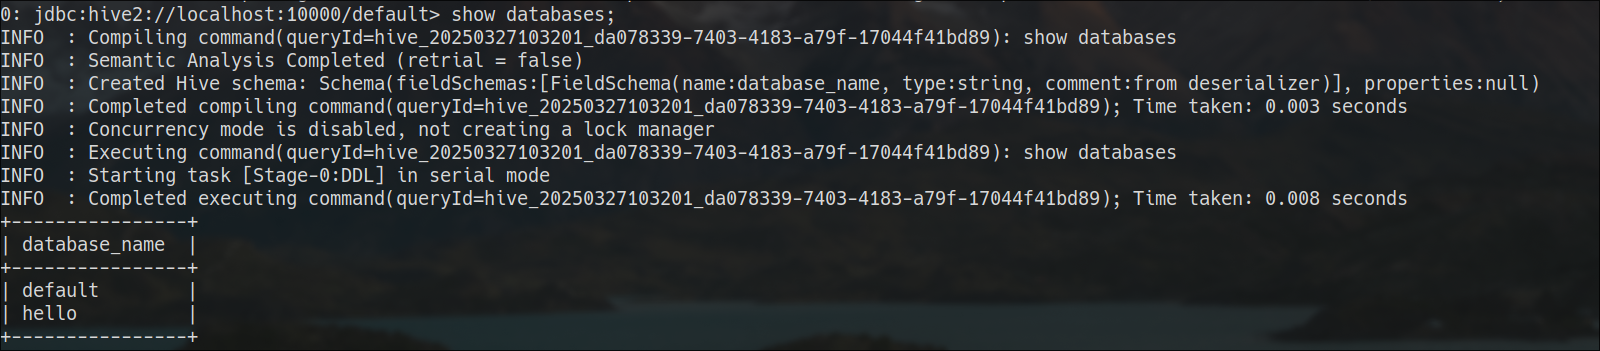 0: jdbc:hive2://localhost:10000/default> show databases;
INFO  : Compiling command(queryId=hive_20250327103201_da078339-7403-4183-a79f-17044f41bd89): show databases
INFO  : Semantic Analysis Completed (retrial = false)
INFO  : Created Hive schema: Schema(fieldSchemas:[FieldSchema(name:database_name, type:string, comment:from deserializer)], properties:null)
INFO  : Completed compiling command(queryId=hive_20250327103201_da078339-7403-4183-a79f-17044f41bd89); Time taken: 0.003 seconds
INFO  : Concurrency mode is disabled, not creating a lock manager
INFO  : Executing command(queryId=hive_20250327103201_da078339-7403-4183-a79f-17044f41bd89): show databases
INFO  : Starting task [Stage-0:DDL] in serial mode
INFO  : Completed executing command(queryId=hive_20250327103201_da078339-7403-4183-a79f-17044f41bd89); Time taken: 0.008 seconds
+----------------+
| database_name  |
+----------------+
| default        |
| hello          |
+----------------+